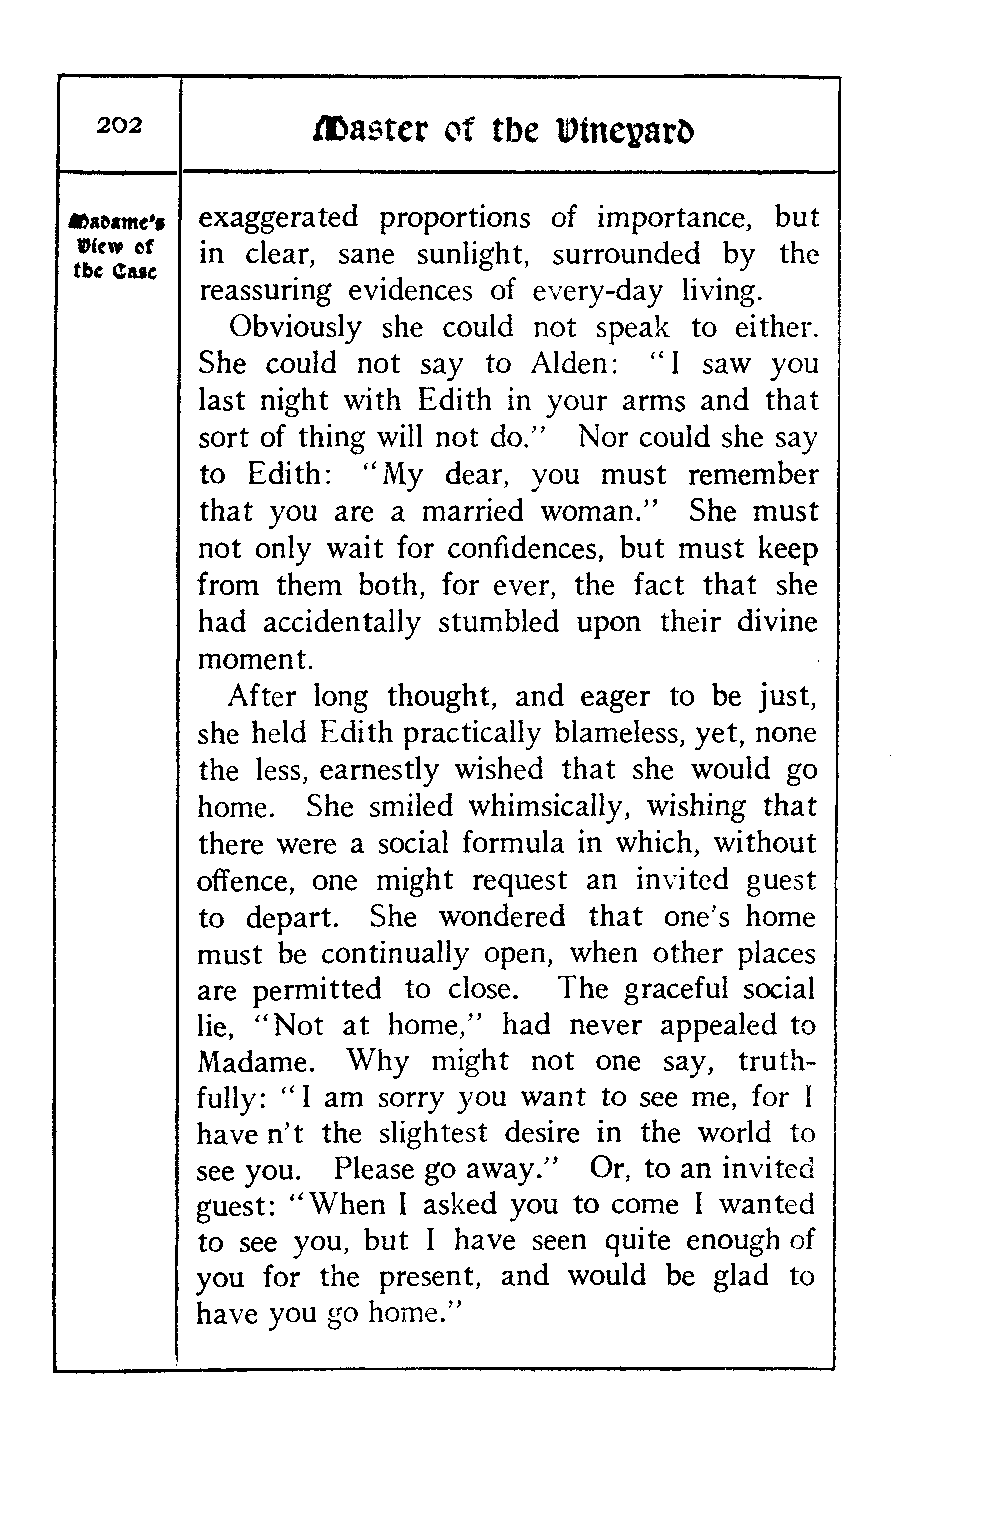 202
Master of the Vineyard
Madame's
View of
the Case
exaggerated proportions of importance, but
in clear, sane sunlight, surrounded by the
reassuring evidences of every-day living.
Obviously she could not speak to either.
She could not say to Alden: "I saw you
last night with Edith in your arms and that
sort of thing will not do." Nor could she say
to Edith: "My dear, you must remember
that you are a married woman." She must
not only wait for confidences, but must keep
from them both, for ever, the fact that she
had accidentally stumbled upon their divine
moment.
After long thought, and eager to be just,
she held Edith practically blameless, yet, none
the less, earnestly wished that she would go
home. She smiled whimsically, wishing that
there were a social formula in which, without
offence, one might request an invited guest
to depart. She wondered that one's home
must be continually open, when other places
are permitted to close. The graceful social
lie, "Not at home," had never appealed to
Madame. Why might not one say, truth-
fully: "I am sorry you want to see me, for I
have n't the slightest desire in the world to
see you. Please go away." Or, to an invited
guest: "When I asked you to come I wanted
to see you, but I have seen quite enough of
you for the present, and would be glad to
have you go home."